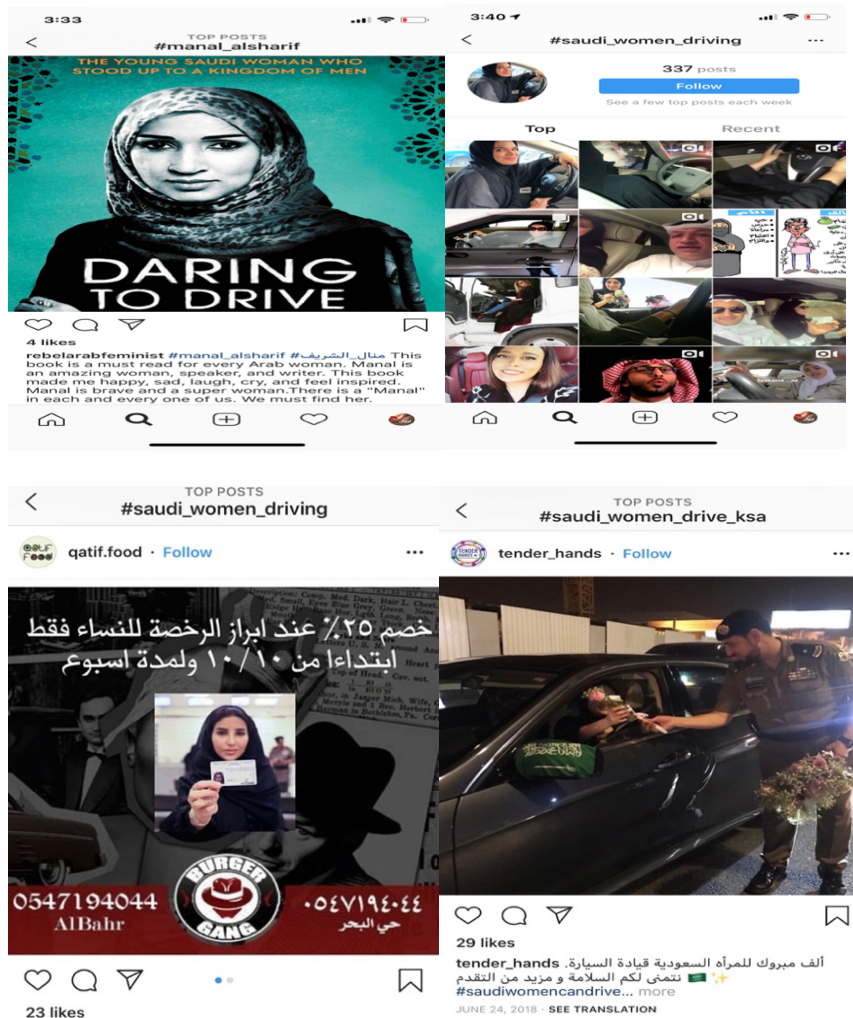 3:33
TOP POSTS
#manal_alsharif
THE YOUNG SAUDI WOMAN WHO
STOOD UP TO A KINGDOM OF MEN
DARING
TO DRIVE
4 likes
rebelarabfeminist #manal_alsharif #منال_الشريف This
book is a must read for every Arab woman. Manal is
an amazing woman, speaker, and writer. This book
made me happy, sad, laugh, cry, and feel inspired.
Manal is brave and a super woman.There is a "Manal"
in each and every one of us. We must find her.
3:40
#saudi_women_driving
337 posts
Follow
See a few top posts each week
Top
Recent
TOP POSTS
#saudi_women_driving
qatif.food · Follow
خصم ٢٥٪ عند ابراز الرخصة للنساء فقط
ابتداءا من ١٠/١٠ ولمدة اسبوع
BURGER
GANG
0547194044
AlBahr
٠٥٤٧١٩٤٠٤٤
حي البحر
23 likes
TOP POSTS
#saudi_women_drive_ksa
TENDER
HANDS
tender_hands · Follow
29 likes
tender_hands ألف مبروك للمرأه السعودية قيادة السيارة.
🇸🇦 ✨ نتمنى لكم السلامة و مزيد من التقدم
#saudiwomencandrive... more
JUNE 24, 2018 · SEE TRANSLATION